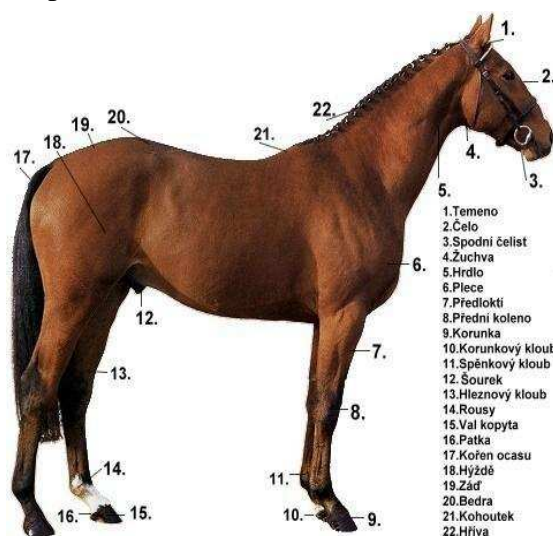 1.
2.
22.
20.
19.
18.
21.
17.
4.
3.
5.
1.Temeno
2.Čelo
3.Spodní čelist
4.Žuchva
5.Hrdlo
6.Plece
7.Předloktí
8.Přední koleno
9.Korunka
10.Korunkový kloub
11.Spěnkový kloub
12.Šourek
13.Hleznový kloub
14.Rousy
15.Val kopyta
16.Patka
17.Kořen ocasu
18.Hýždě
19.Záď
20.Bedra
21.Kohoutek
22.Hříva
6.
12.
7.
13.
8.
14.
11.
16.
15.
10.
9.